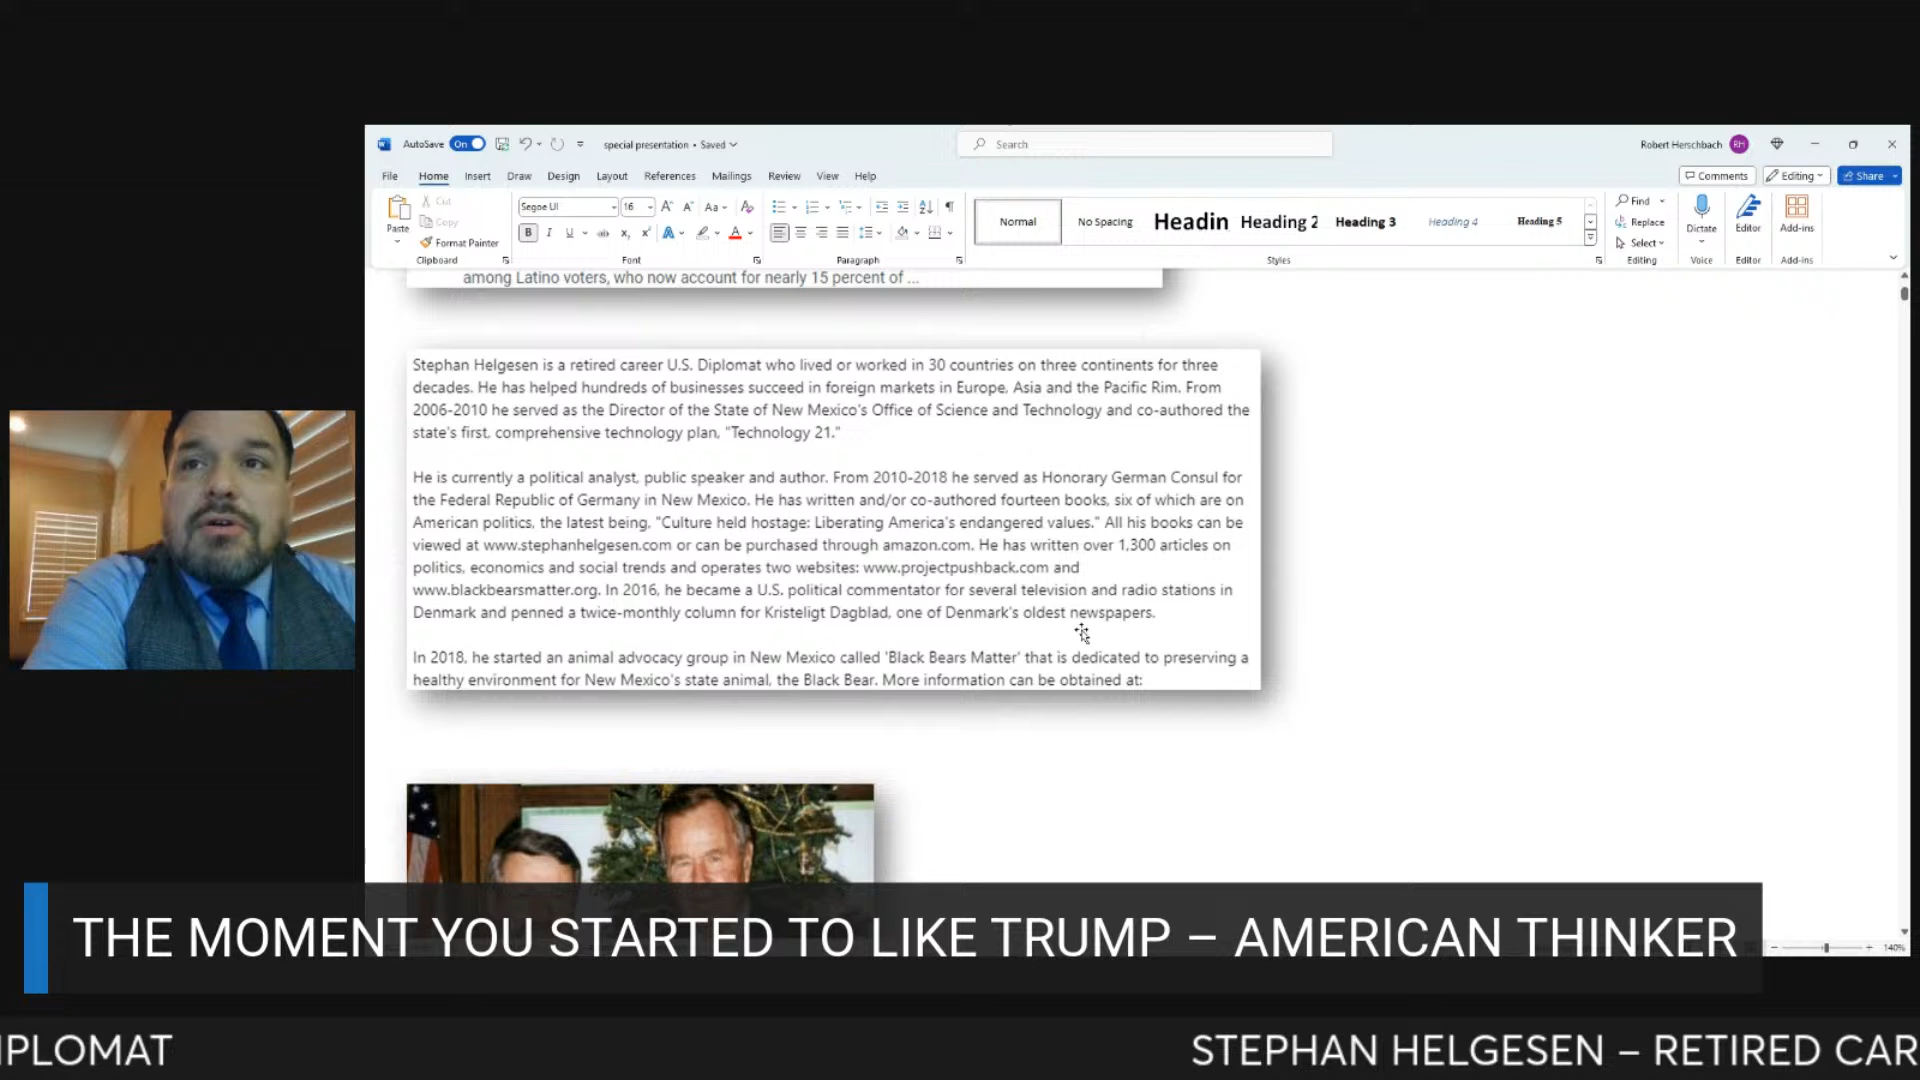 AutoSave On special presentation • Saved Search Robert Herschbach RH
File Home Insert Draw Design Layout References Mailings Review View Help Comments Editing Share
Paste Cut Copy Format Painter Clipboard
Segoe UI 16 Aa
B I U ab x₂ x² A A
Font
Paragraph
Normal No Spacing Headin Heading 2 Heading 3 Heading 4 Heading 5
Styles
Find Replace Select Editing
Dictate Voice
Editor Editor
Add-ins Add-ins
among Latino voters, who now account for nearly 15 percent of ...
Stephan Helgesen is a retired career U.S. Diplomat who lived or worked in 30 countries on three continents for three
decades. He has helped hundreds of businesses succeed in foreign markets in Europe, Asia and the Pacific Rim. From
2006-2010 he served as the Director of the State of New Mexico's Office of Science and Technology and co-authored the
state's first, comprehensive technology plan, "Technology 21."
He is currently a political analyst, public speaker and author. From 2010-2018 he served as Honorary German Consul for
the Federal Republic of Germany in New Mexico. He has written and/or co-authored fourteen books, six of which are on
American politics, the latest being, "Culture held hostage: Liberating America's endangered values." All his books can be
viewed at www.stephanhelgesen.com or can be purchased through amazon.com. He has written over 1,300 articles on
politics, economics and social trends and operates two websites: www.projectpushback.com and
www.blackbearsmatter.org. In 2016, he became a U.S. political commentator for several television and radio stations in
Denmark and penned a twice-monthly column for Kristeligt Dagblad, one of Denmark's oldest newspapers.
In 2018, he started an animal advocacy group in New Mexico called 'Black Bears Matter' that is dedicated to preserving a
healthy environment for New Mexico's state animal, the Black Bear. More information can be obtained at:
THE MOMENT YOU STARTED TO LIKE TRUMP – AMERICAN THINKER
140%
IPLOMAT STEPHAN HELGESEN – RETIRED CAR